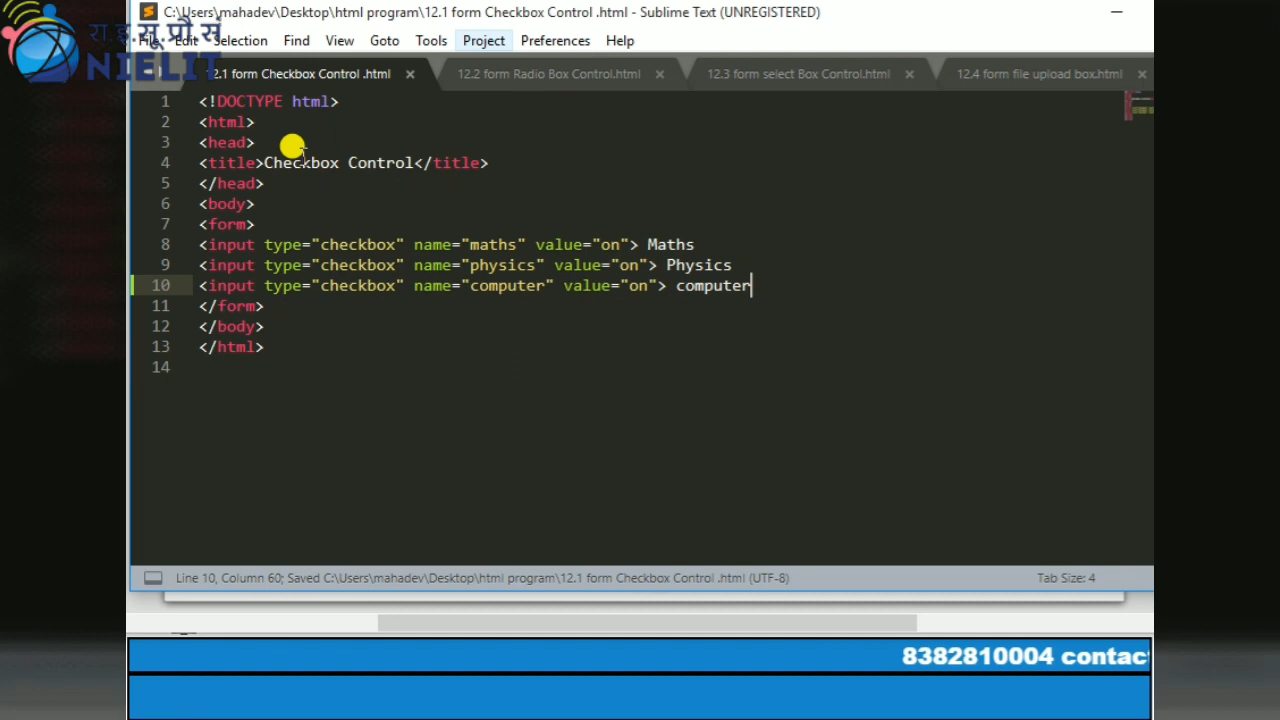 C:\Users\mahadev\Desktop\html program\12.1 form Checkbox Control .html - Sublime Text (UNREGISTERED)
रा.इ.सू.प्रौ.सं
NIELIT
File Edit Selection Find View Goto Tools Project Preferences Help
12.1 form Checkbox Control .html 12.2 form Radio Box Control.html 12.3 form select Box Control.html 12.4 form file upload box.html
1 <!DOCTYPE html>
2 <html>
3 <head>
4 <title>Checkbox Control</title>
5 </head>
6 <body>
7 <form>
8 <input type="checkbox" name="maths" value="on"> Maths
9 <input type="checkbox" name="physics" value="on"> Physics
10 <input type="checkbox" name="computer" value="on"> computer
11 </form>
12 </body>
13 </html>
14
Line 10, Column 60; Saved C:\Users\mahadev\Desktop\html program\12.1 form Checkbox Control .html (UTF-8) Tab Size: 4
8382810004 contac